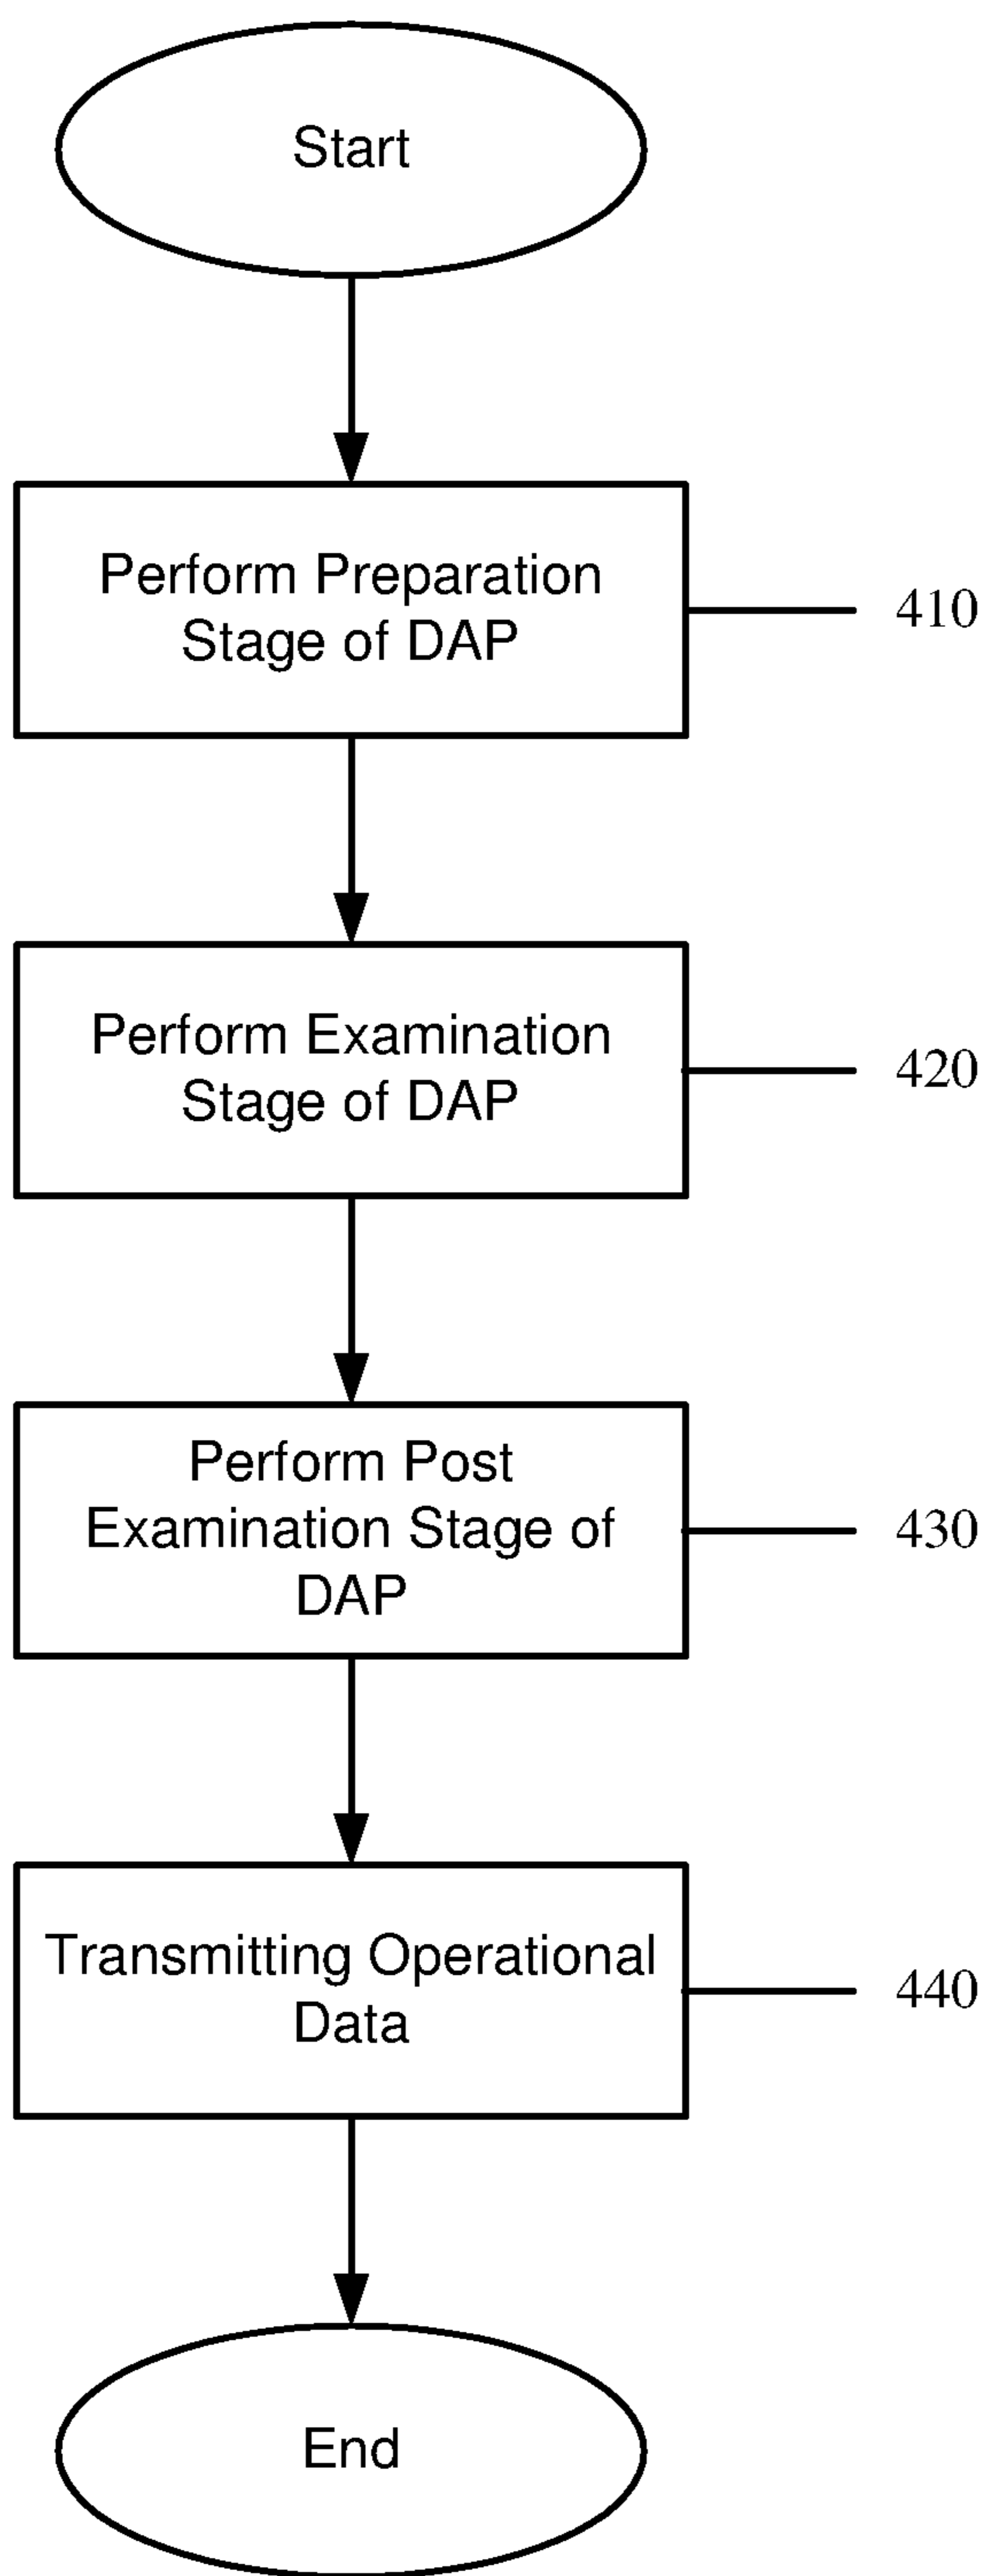 Start
Perform Preparation
Stage of DAP
410
Perform Examination
Stage of DAP
420
Perform Post
Examination Stage of
DAP
430
Transmitting Operational
Data
440
End